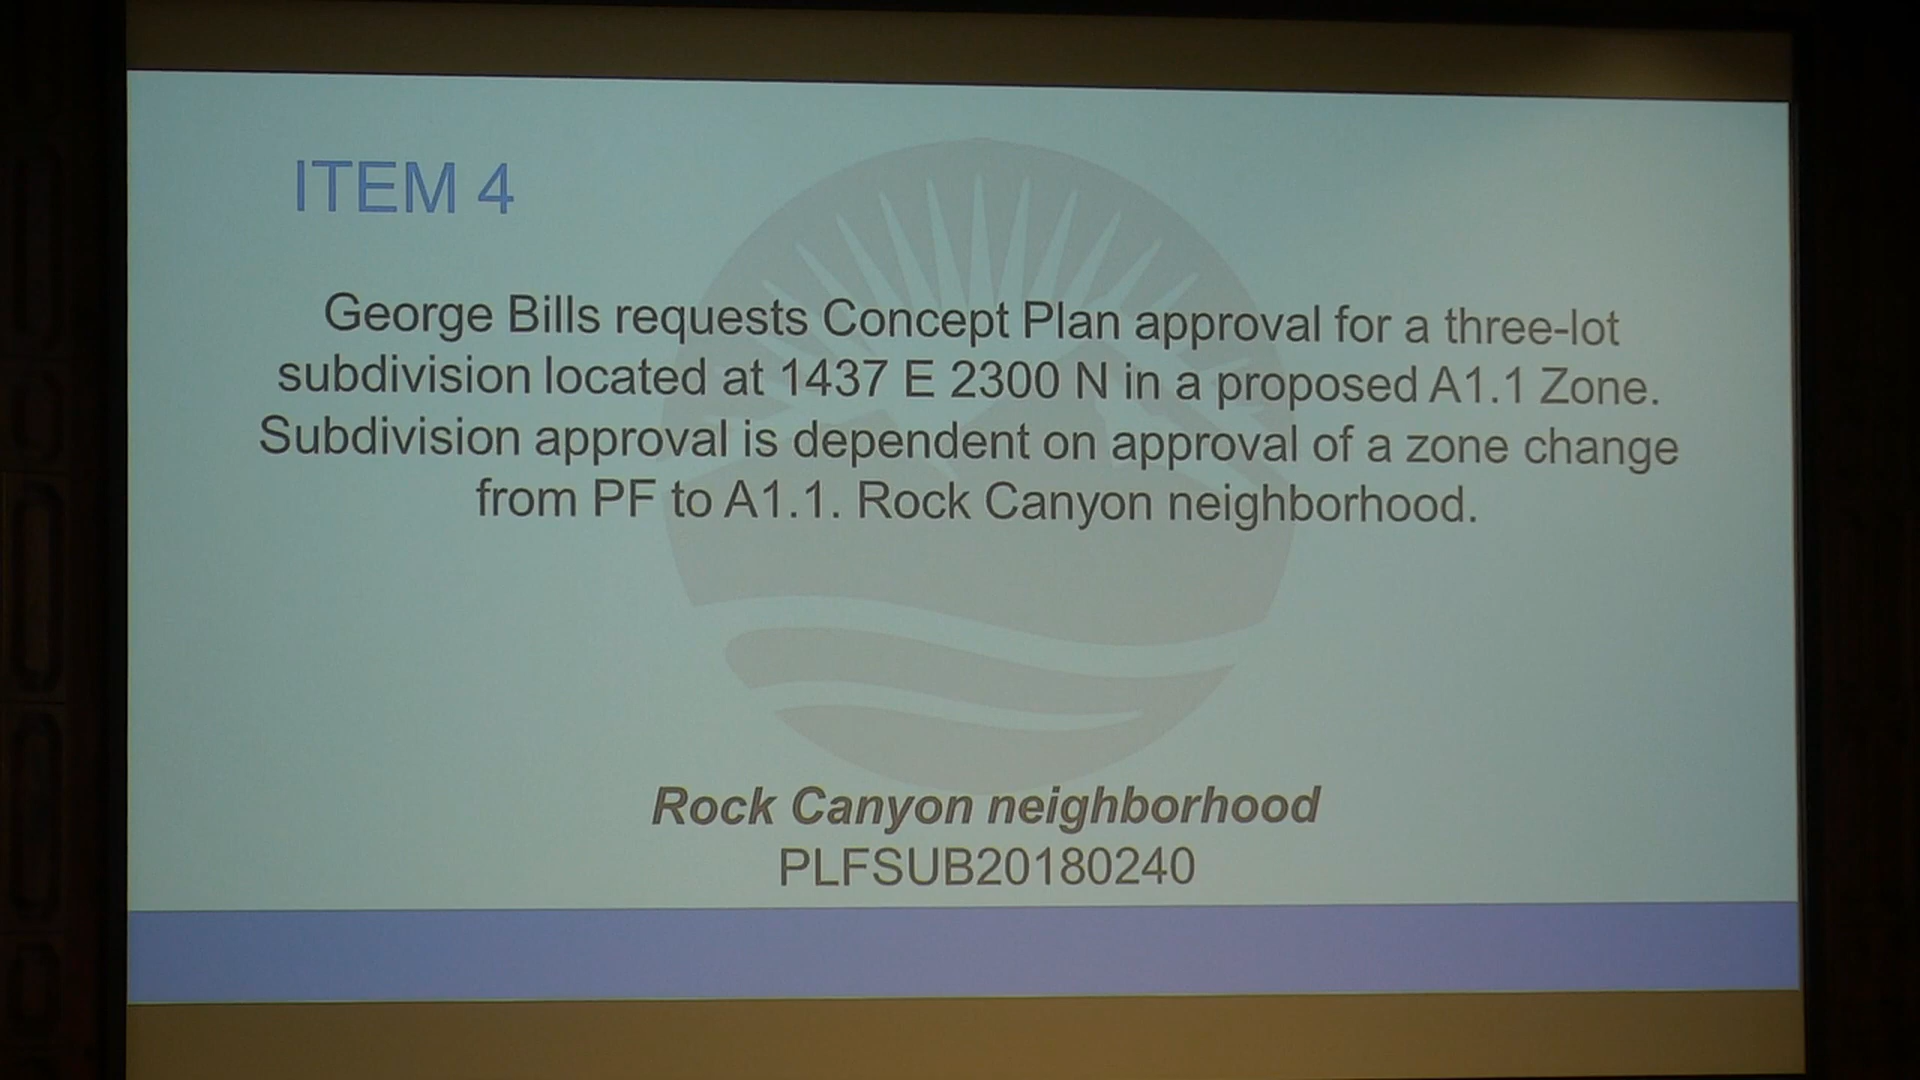 ITEM 4
George Bills requests Concept Plan approval for a three-lot
subdivision located at 1437 E 2300 N in a proposed A1.1 Zone.
Subdivision approval is dependent on approval of a zone change
from PF to A1.1. Rock Canyon neighborhood.
Rock Canyon neighborhood
PLFSUB20180240